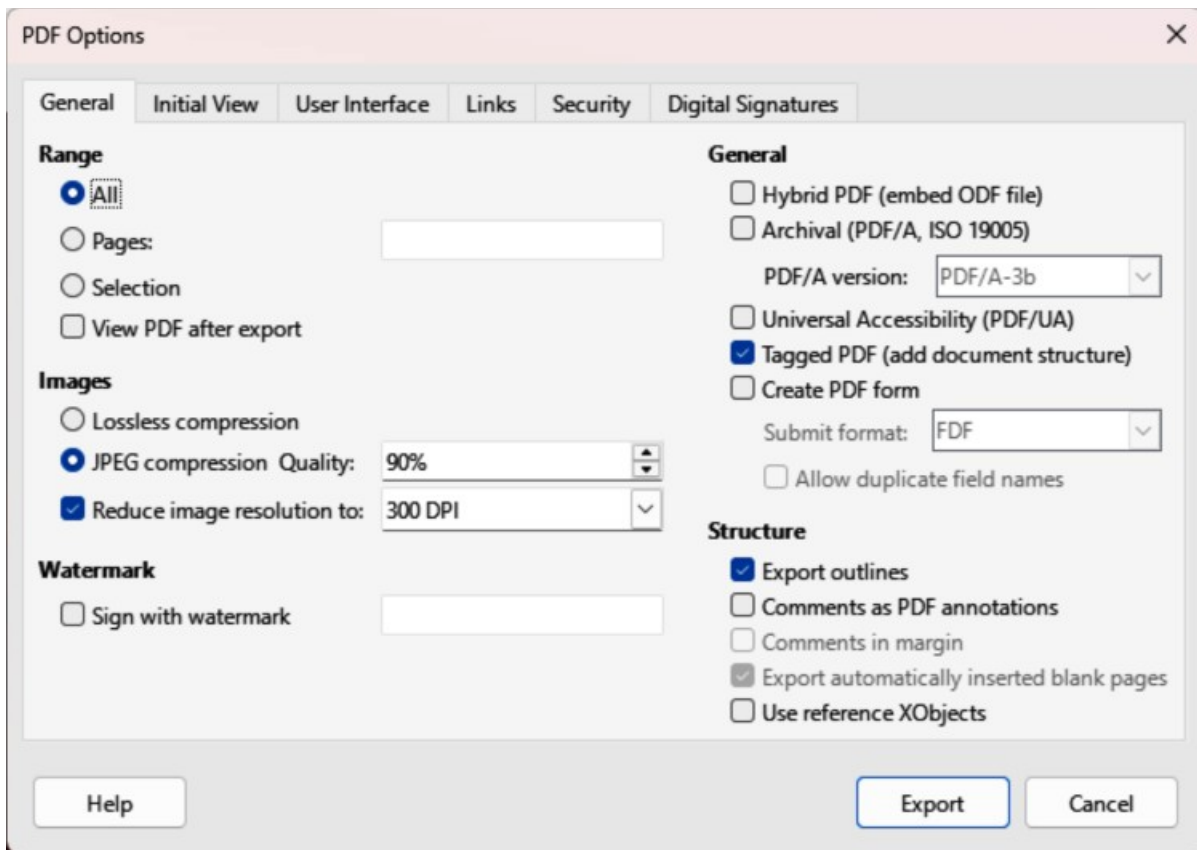 PDF Options
General Initial View User Interface Links Security Digital Signatures
Range
All
Pages:
Selection
View PDF after export
Images
Lossless compression
JPEG compression Quality: 90%
Reduce image resolution to: 300 DPI
Watermark
Sign with watermark
General
Hybrid PDF (embed ODF file)
Archival (PDF/A, ISO 19005)
PDF/A version: PDF/A-3b
Universal Accessibility (PDF/UA)
Tagged PDF (add document structure)
Create PDF form
Submit format: FDF
Allow duplicate field names
Structure
Export outlines
Comments as PDF annotations
Comments in margin
Export automatically inserted blank pages
Use reference XObjects
Help Export Cancel